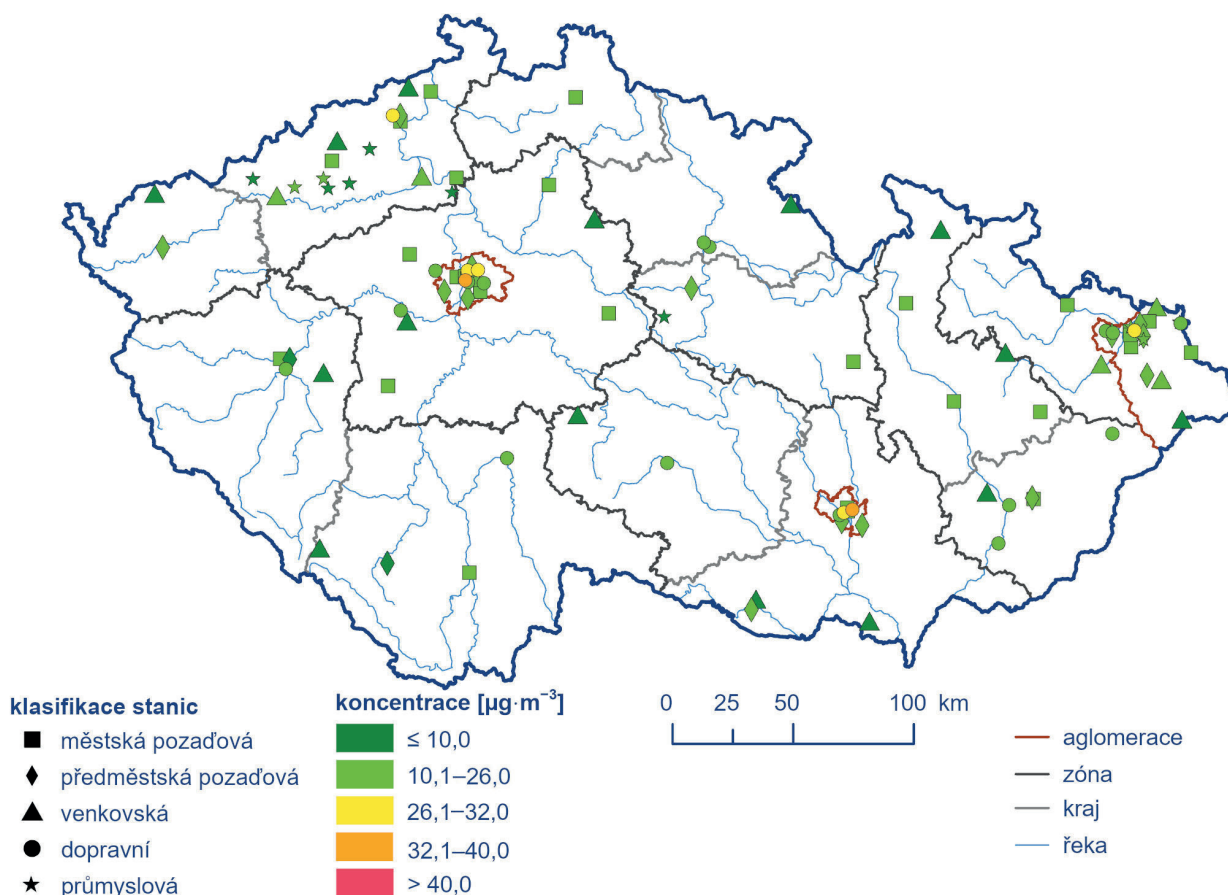 klasifikace stanic
městská pozaďová
předměstská pozaďová
venkovská
dopravní
průmyslová
koncentrace [µg·m⁻³]
≤ 10,0
10,1–26,0
26,1–32,0
32,1–40,0
> 40,0
0 25 50 100 km
aglomerace
zóna
kraj
řeka